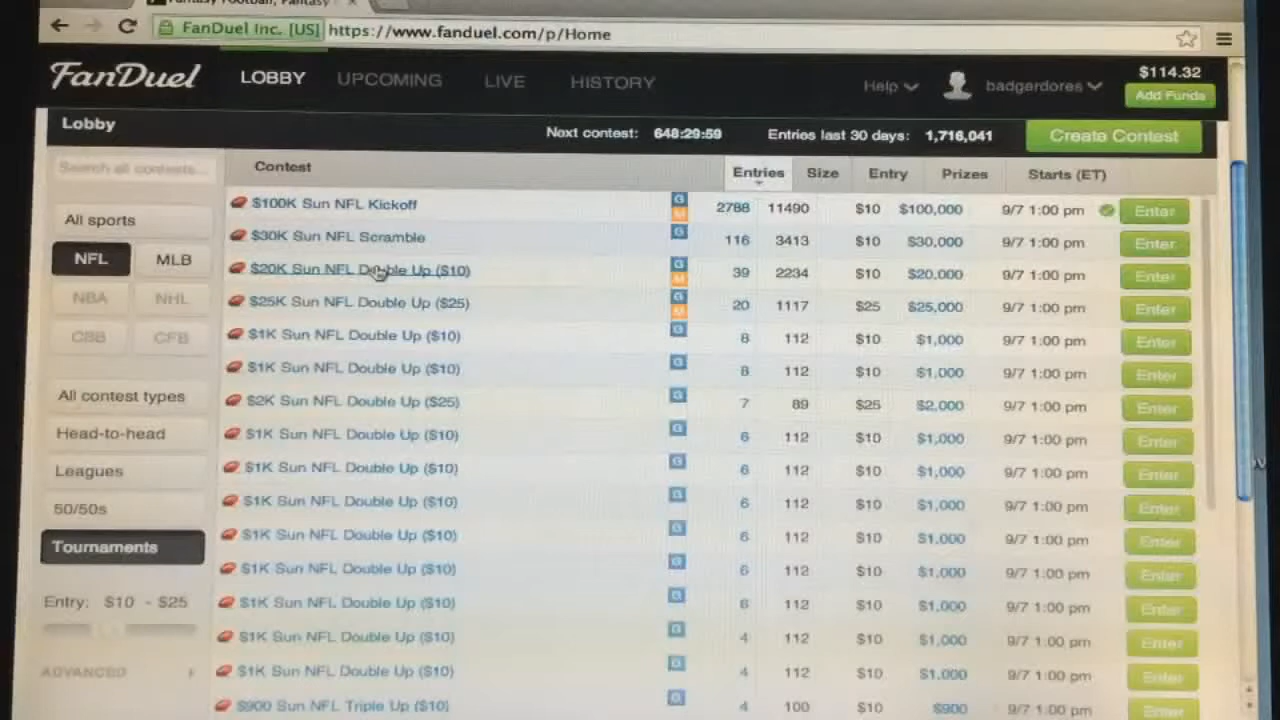 FanDuel Inc. [US] https://www.fanduel.com/p/Home
FanDuel LOBBY UPCOMING LIVE HISTORY Help badgerdores $114.32
Add Funds
Lobby Next contest: 648:29:59 Entries last 30 days: 1,716,041 Create Contest
Search all contests...
Contest Entries Size Entry Prizes Starts (ET)
$100K Sun NFL Kickoff G M 2788 11490 $10 $100,000 9/7 1:00 pm Enter
$30K Sun NFL Scramble G 116 3413 $10 $30,000 9/7 1:00 pm Enter
$20K Sun NFL Double Up ($10) G M 39 2234 $10 $20,000 9/7 1:00 pm Enter
$25K Sun NFL Double Up ($25) G M 20 1117 $25 $25,000 9/7 1:00 pm Enter
$1K Sun NFL Double Up ($10) G 8 112 $10 $1,000 9/7 1:00 pm Enter
$1K Sun NFL Double Up ($10) G 8 112 $10 $1,000 9/7 1:00 pm Enter
$2K Sun NFL Double Up ($25) G 7 89 $25 $2,000 9/7 1:00 pm Enter
$1K Sun NFL Double Up ($10) G 6 112 $10 $1,000 9/7 1:00 pm Enter
$1K Sun NFL Double Up ($10) G 6 112 $10 $1,000 9/7 1:00 pm Enter
$1K Sun NFL Double Up ($10) G 6 112 $10 $1,000 9/7 1:00 pm Enter
$1K Sun NFL Double Up ($10) G 6 112 $10 $1,000 9/7 1:00 pm Enter
$1K Sun NFL Double Up ($10) G 6 112 $10 $1,000 9/7 1:00 pm Enter
$1K Sun NFL Double Up ($10) G 6 112 $10 $1,000 9/7 1:00 pm Enter
$1K Sun NFL Double Up ($10) G 4 112 $10 $1,000 9/7 1:00 pm Enter
$1K Sun NFL Double Up ($10) G 4 112 $10 $1,000 9/7 1:00 pm Enter
$900 Sun NFL Triple Up ($10) G 4 100 $10 $900 9/7 1:00 pm Enter
All sports
NFL MLB
NBA NHL
CBB CFB
All contest types
Head-to-head
Leagues
50/50s
Tournaments
Entry: $10 - $25
ADVANCED